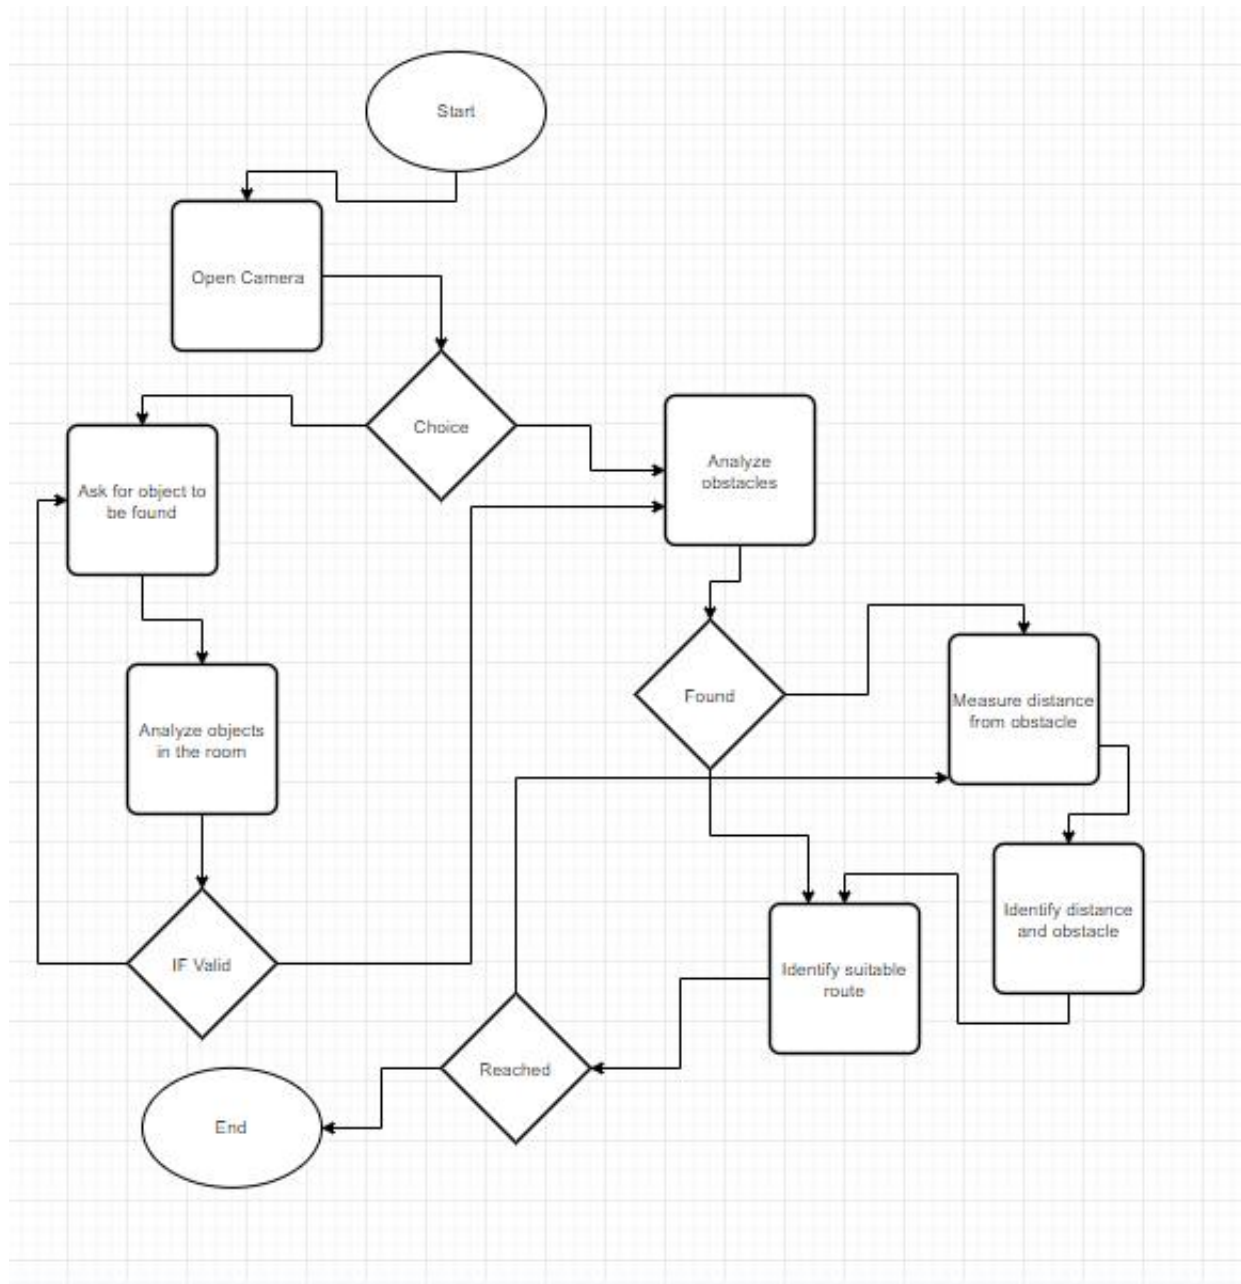 Start
Open Camera
Choice
Analyze
obstacles
Ask for object to
be found
Found
Measure distance
from obstacle
Analyze objects
in the room
Identify distance
and obstacle
IF Valid
Identify suitable
route
Reached
End